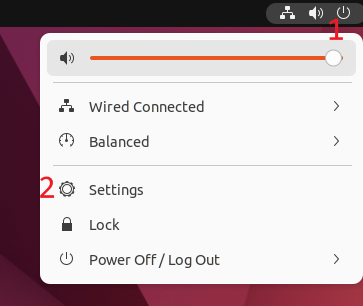 1
Wired Connected
Balanced
2 Settings
Lock
Power Off / Log Out